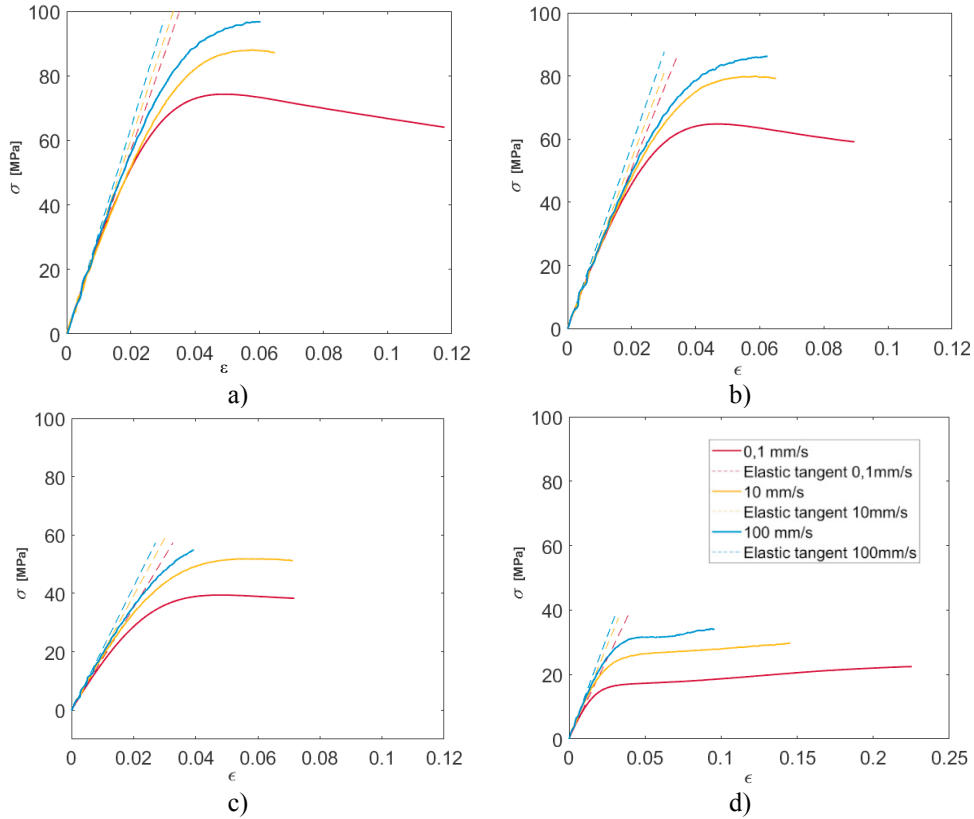 100
80
60
40
20
0
σ [MPa]
0 0.02 0.04 0.06 0.08 0.1 0.12
ε
a)
100
80
60
40
20
0
σ [MPa]
0 0.02 0.04 0.06 0.08 0.1 0.12
ϵ
b)
100
80
60
40
20
0
σ [MPa]
0 0.02 0.04 0.06 0.08 0.1 0.12
ϵ
c)
100
80
60
40
20
0
σ [MPa]
0,1 mm/s
Elastic tangent 0,1mm/s
10 mm/s
Elastic tangent 10mm/s
100 mm/s
Elastic tangent 100mm/s
0 0.05 0.1 0.15 0.2 0.25
ϵ
d)